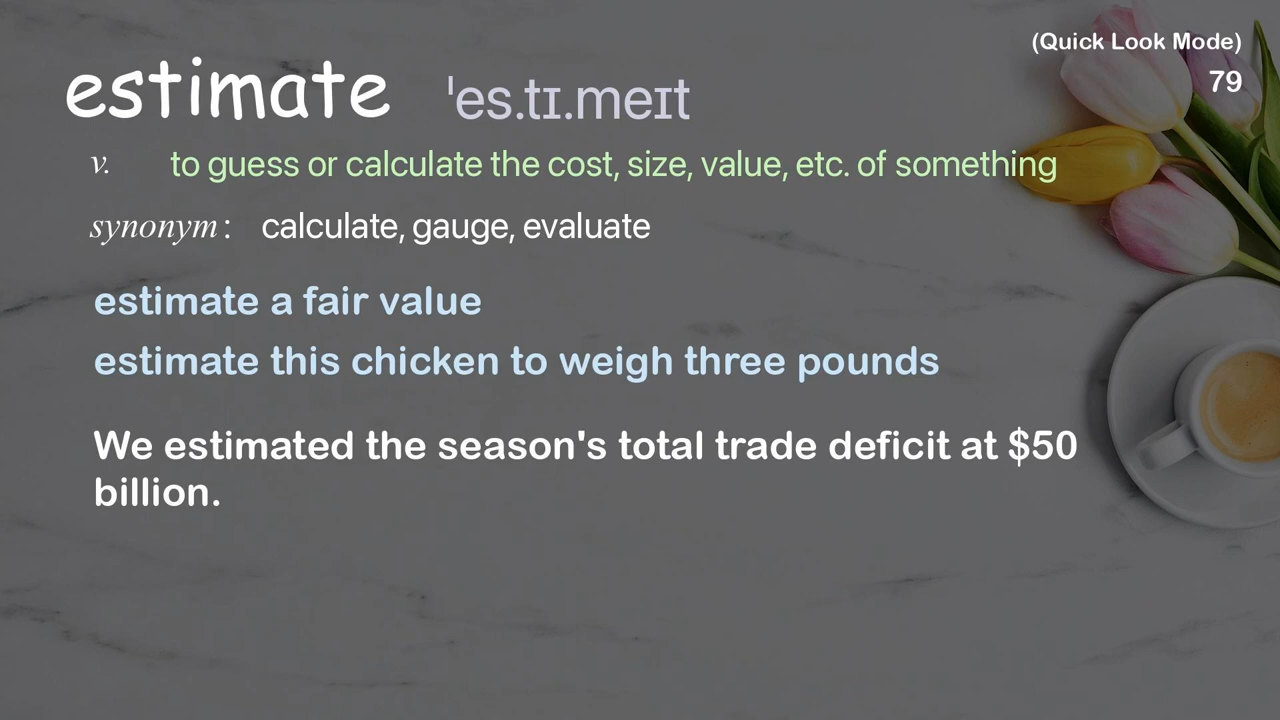 (Quick Look Mode)
estimate ˈes.tɪ.meɪt
79
v. to guess or calculate the cost, size, value, etc. of something
synonym: calculate, gauge, evaluate
estimate a fair value
estimate this chicken to weigh three pounds
We estimated the season's total trade deficit at $50
billion.